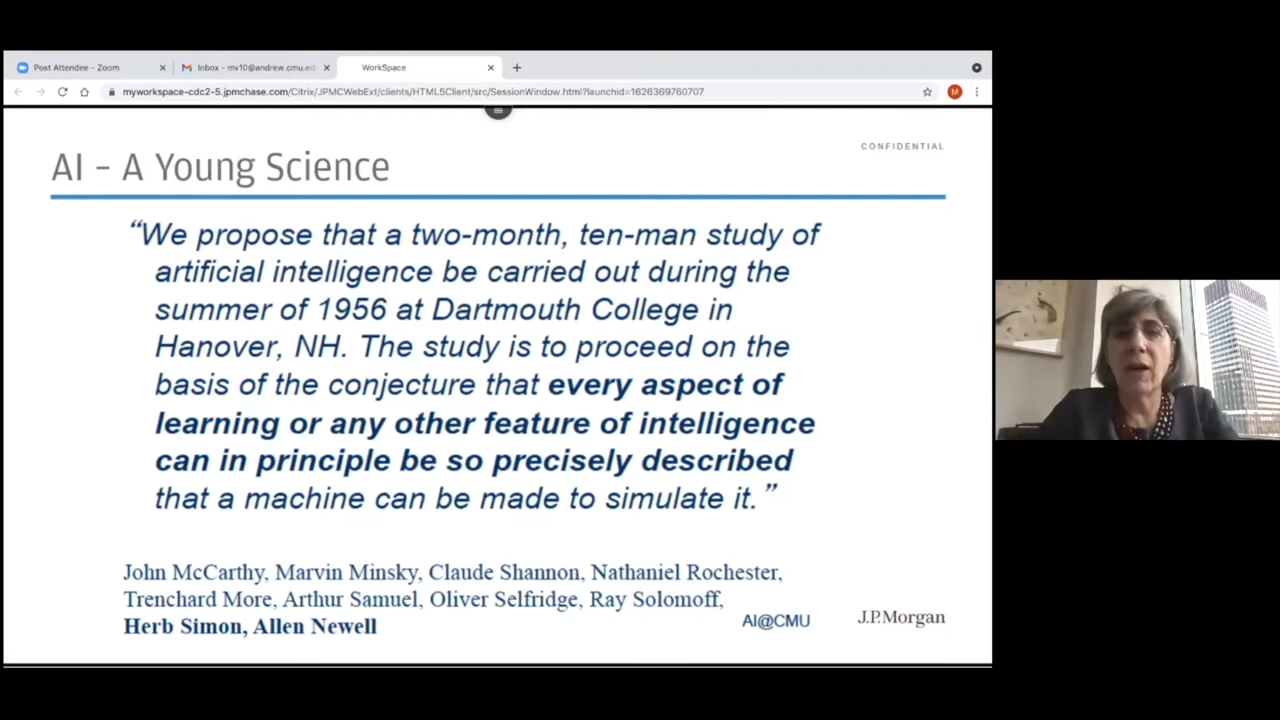 Post Attendee - Zoom
Inbox - mv10@andrew.cmu.ed
WorkSpace
myworkspace-cdc2-5.jpmchase.com/Citrix/JPMCWebExt/clients/HTML5Client/src/SessionWindow.html?launchid=1626369760707
M
CONFIDENTIAL
AI - A Young Science
“We propose that a two-month, ten-man study of
artificial intelligence be carried out during the
summer of 1956 at Dartmouth College in
Hanover, NH. The study is to proceed on the
basis of the conjecture that every aspect of
learning or any other feature of intelligence
can in principle be so precisely described
that a machine can be made to simulate it.”
John McCarthy, Marvin Minsky, Claude Shannon, Nathaniel Rochester,
Trenchard More, Arthur Samuel, Oliver Selfridge, Ray Solomoff,
Herb Simon, Allen Newell
AI@CMU
J.P.Morgan